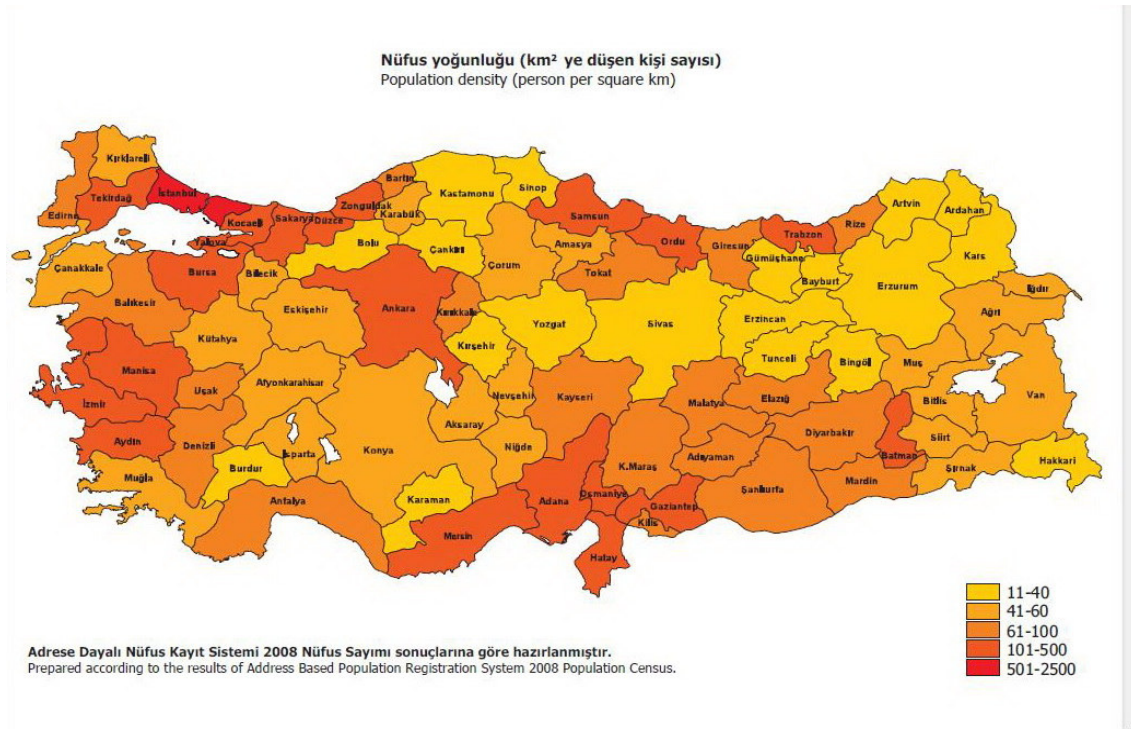 Nüfus yoğunluğu (km² ye düşen kişi sayısı)
Population density (person per square km)
Kırklareli
Edirne
Tekirdağ
İstanbul
Kocaeli
Yalova
Sakarya
Düzce
Zonguldak
Bartın
Karabük
Kastamonu
Sinop
Samsun
Ordu
Giresun
Trabzon
Rize
Artvin
Ardahan
Kars
Çanakkale
Balıkesir
Bursa
Bilecik
Bolu
Çankırı
Çorum
Amasya
Tokat
Gümüşhane
Bayburt
Erzurum
Iğdır
Ağrı
Kütahya
Eskişehir
Ankara
Kırıkkale
Kırşehir
Yozgat
Sivas
Erzincan
Tunceli
Bingöl
Muş
Manisa
İzmir
Uşak
Afyonkarahisar
Aksaray
Nevşehir
Kayseri
Malatya
Elazığ
Bitlis
Van
Aydın
Denizli
Burdur
Isparta
Konya
Niğde
K.Maraş
Adıyaman
Diyarbakır
Batman
Siirt
Şırnak
Hakkari
Muğla
Antalya
Karaman
Mersin
Adana
Osmaniye
Gaziantep
Kilis
Şanlıurfa
Mardin
Hatay
11-40
41-60
61-100
101-500
501-2500
Adrese Dayalı Nüfus Kayıt Sistemi 2008 Nüfus Sayımı sonuçlarına göre hazırlanmıştır.
Prepared according to the results of Address Based Population Registration System 2008 Population Census.